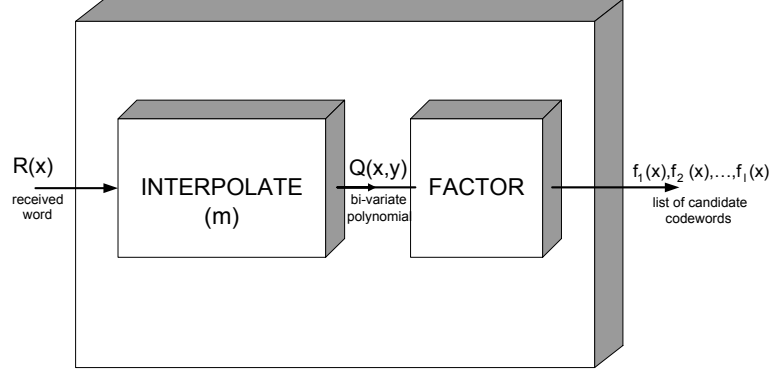 R(x)
received
word
INTERPOLATE
(m)
Q(x,y)
bi-variate
polynomial
FACTOR
f₁(x),f₂ (x),…,fₗ(x)
list of candidate
codewords